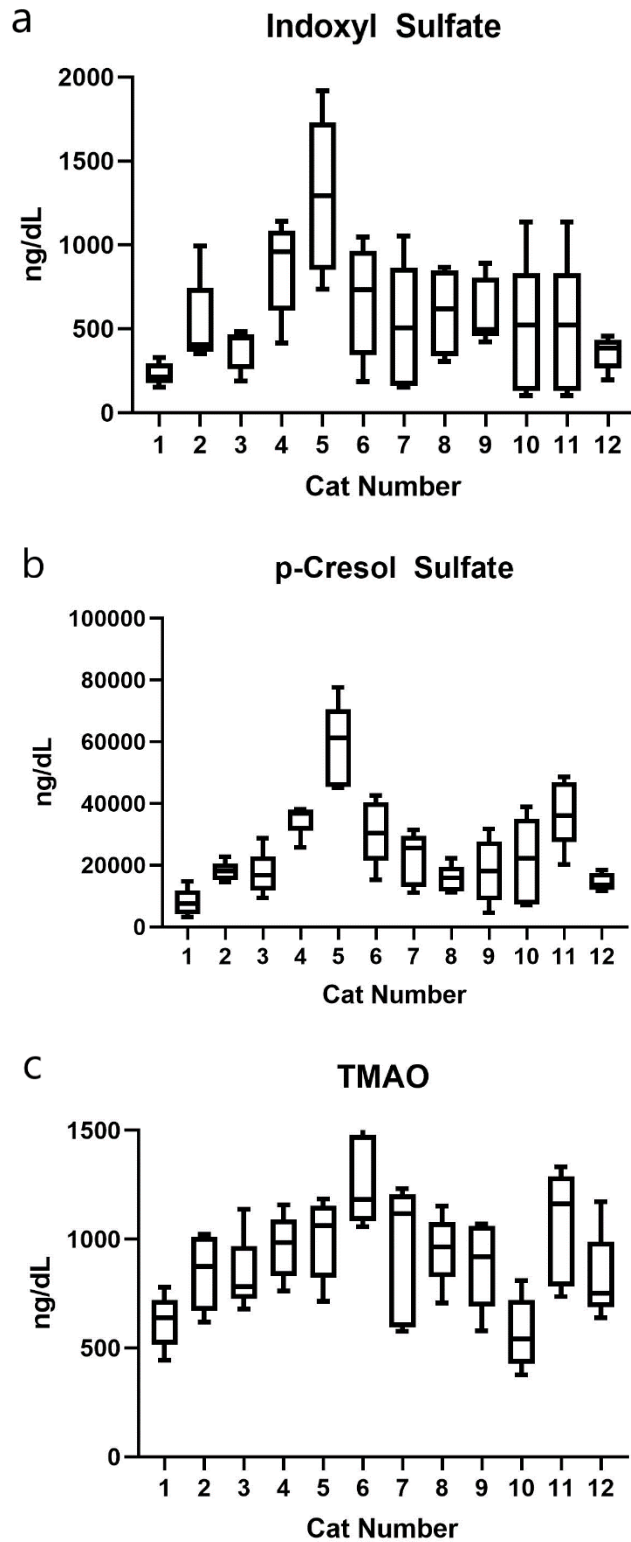 a
Indoxyl Sulfate
2000
1500
1000
500
0
ng/dL
1 2 3 4 5 6 7 8 9 10 11 12
Cat Number
b
p-Cresol Sulfate
100000
80000
60000
40000
20000
0
ng/dL
1 2 3 4 5 6 7 8 9 10 11 12
Cat Number
c
TMAO
1500
1000
500
0
ng/dL
1 2 3 4 5 6 7 8 9 10 11 12
Cat Number